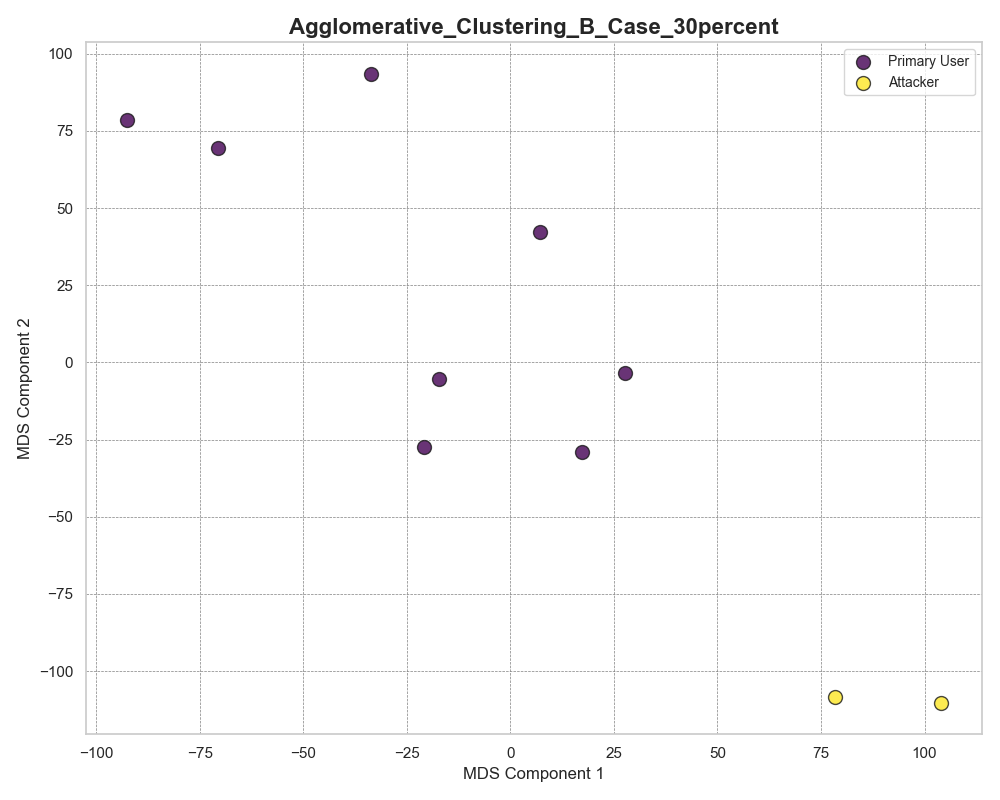 Agglomerative_Clustering_B_Case_30percent
Primary User
Attacker
100
75
50
25
0
−25
−50
−75
−100
MDS Component 2
−100 −75 −50 −25 0 25 50 75 100
MDS Component 1